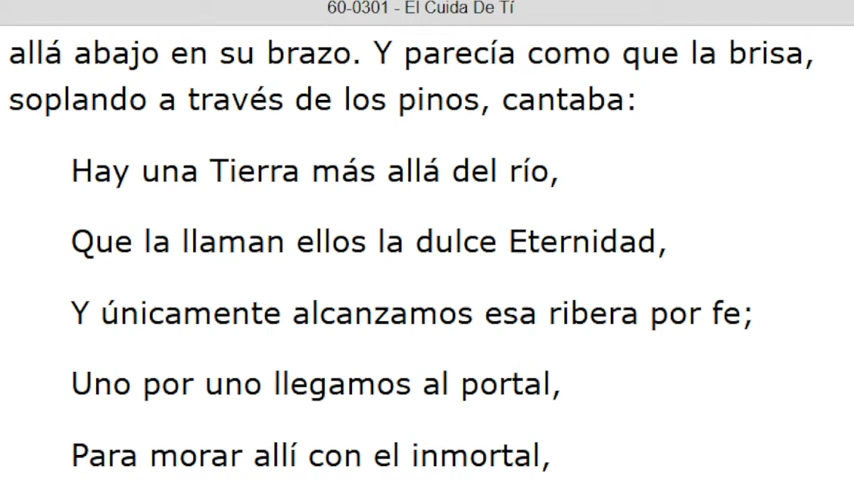 60-0301 - El Cuida De Tí
allá abajo en su brazo. Y parecía como que la brisa,
soplando a través de los pinos, cantaba:
Hay una Tierra más allá del río,
Que la llaman ellos la dulce Eternidad,
Y únicamente alcanzamos esa ribera por fe;
Uno por uno llegamos al portal,
Para morar allí con el inmortal,